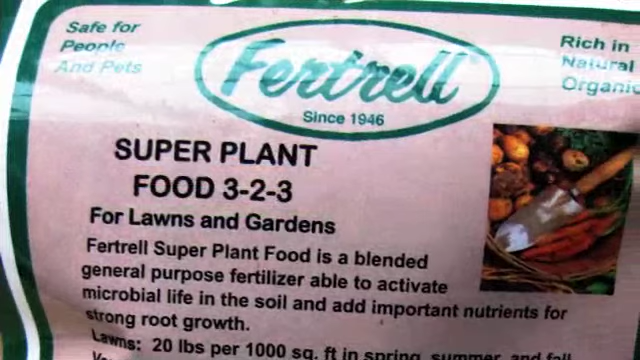 Safe for
People
And Pets
Fertrell
Since 1946
Rich in
Natural
Organic
SUPER PLANT
FOOD 3-2-3
For Lawns and Gardens
Fertrell Super Plant Food is a blended
general purpose fertilizer able to activate
microbial life in the soil and add important nutrients for
strong root growth.
Lawns: 20 lbs per 1000 sq. ft in spring, summer, and fall